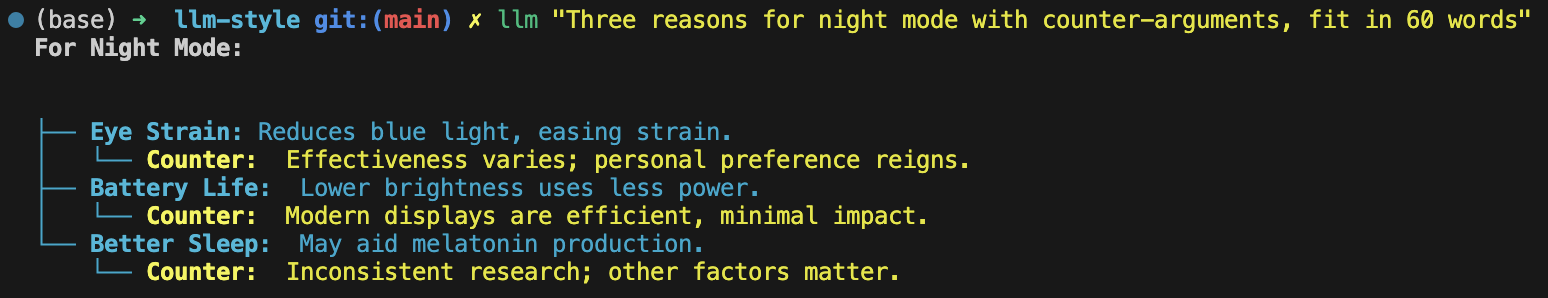 (base) ➜  llm-style git:(main) ✗ llm "Three reasons for night mode with counter-arguments, fit in 60 words"
For Night Mode:
├── Eye Strain: Reduces blue light, easing strain.
│   └── Counter:  Effectiveness varies; personal preference reigns.
├── Battery Life:  Lower brightness uses less power.
│   └── Counter:  Modern displays are efficient, minimal impact.
└── Better Sleep:  May aid melatonin production.
    └── Counter:  Inconsistent research; other factors matter.